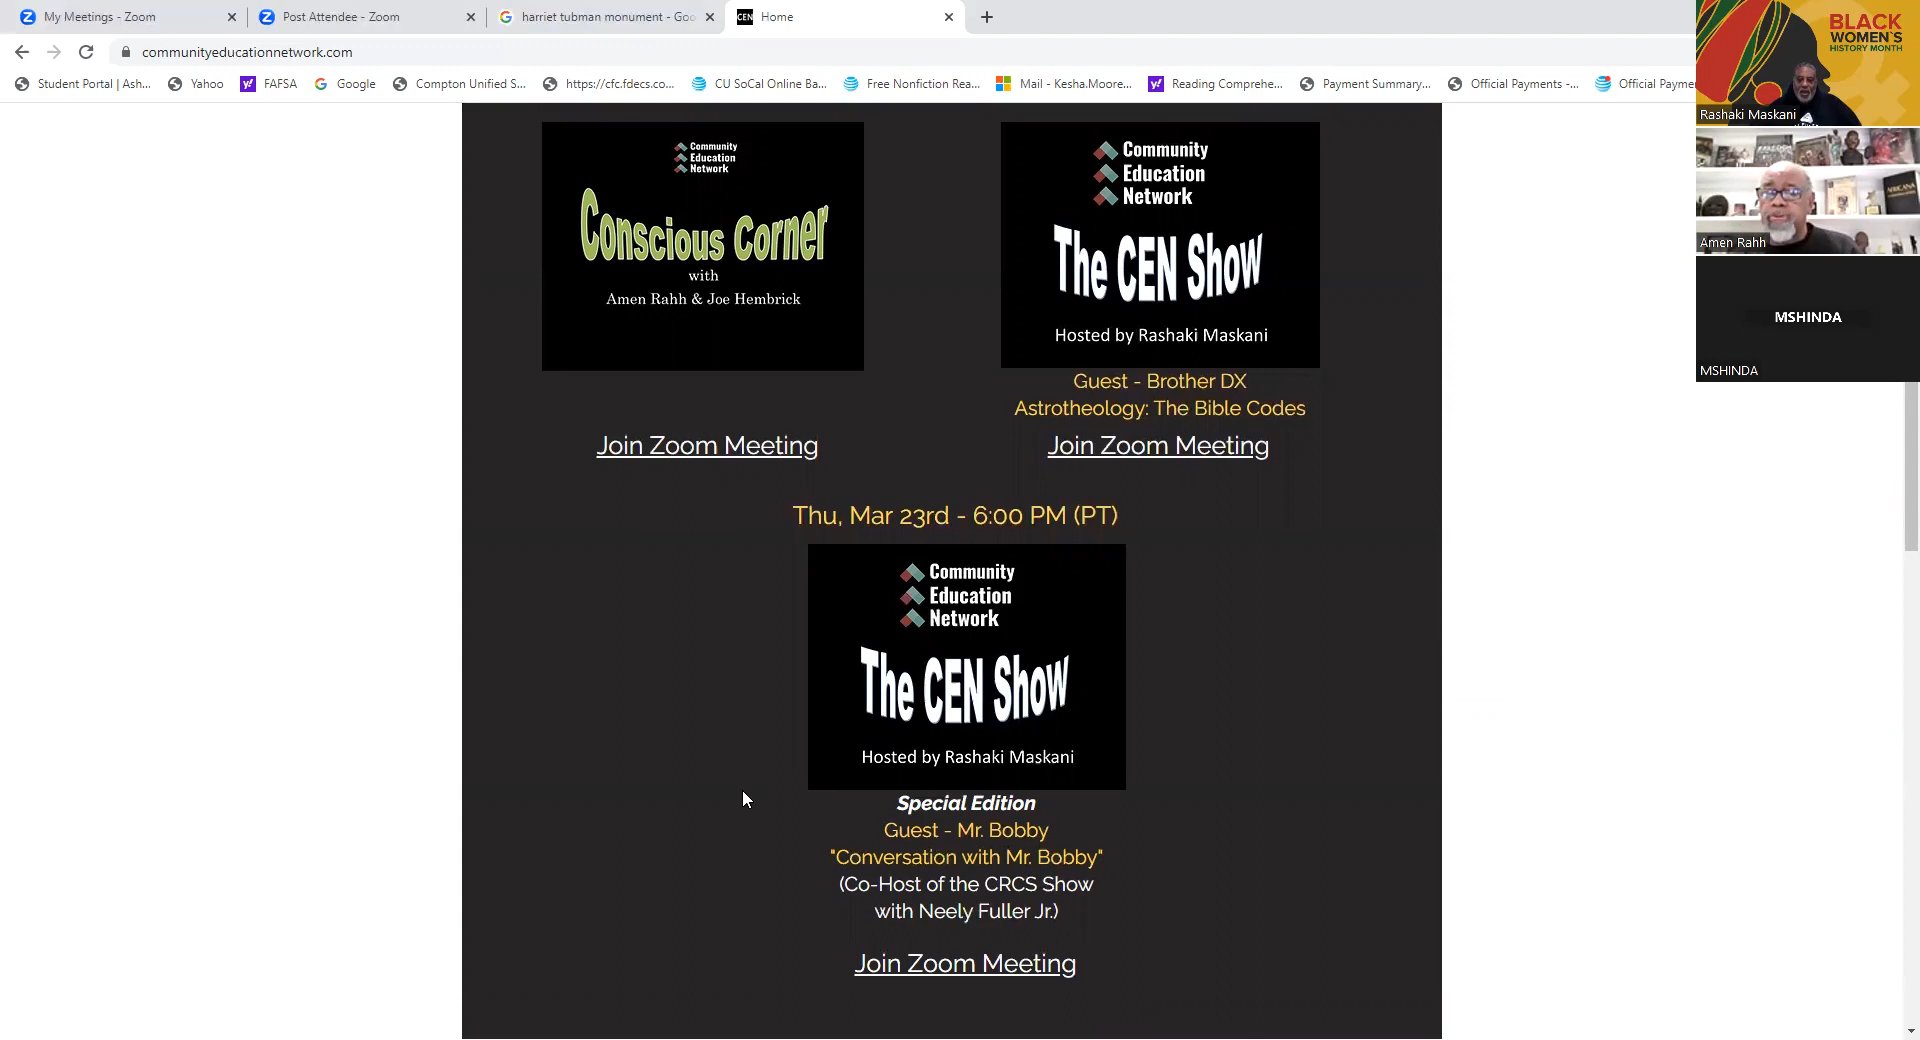 My Meetings - Zoom
Post Attendee - Zoom
harriet tubman monument - Goo
CEN Home
communityeducationnetwork.com
Student Portal | Ash...
Yahoo
FAFSA
Google
Compton Unified S...
https://cfc.fdecs.co...
CU SoCal Online Ba...
Free Nonfiction Rea...
Mail - Kesha.Moore...
Reading Comprehe...
Payment Summary...
Official Payments -...
Official Payme
BLACK
WOMEN'S
HISTORY MONTH
Rashaki Maskani
AFRICANA
Amen Rahh
MSHINDA
MSHINDA
Community
Education
Network
Conscious Corner
with
Amen Rahh & Joe Hembrick
Join Zoom Meeting
Community
Education
Network
The CEN Show
Hosted by Rashaki Maskani
Guest - Brother DX
Astrotheology: The Bible Codes
Join Zoom Meeting
Thu, Mar 23rd - 6:00 PM (PT)
Community
Education
Network
The CEN Show
Hosted by Rashaki Maskani
Special Edition
Guest - Mr. Bobby
"Conversation with Mr. Bobby"
(Co-Host of the CRCS Show
with Neely Fuller Jr.)
Join Zoom Meeting